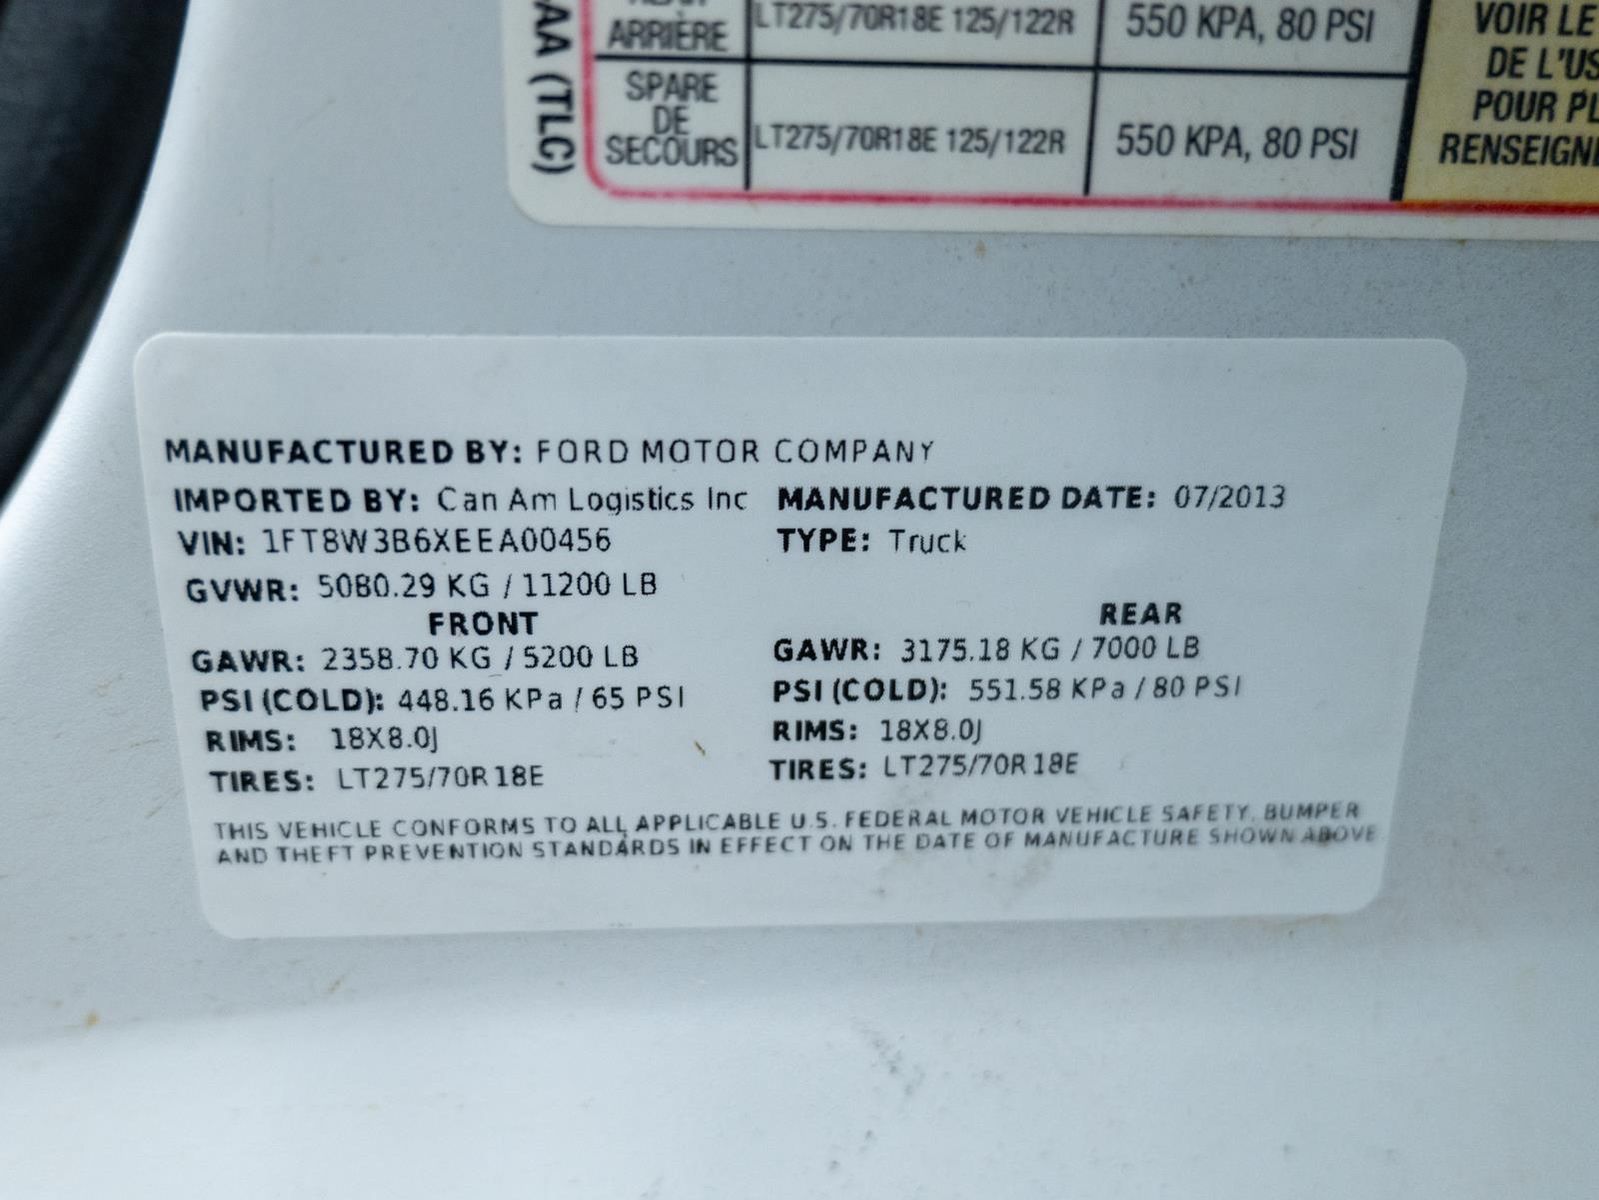 AA (TLC)
ARRIÈRE LT275/70R18E 125/122R 550 KPA, 80 PSI
SPARE
DE
SECOURS LT275/70R18E 125/122R 550 KPA, 80 PSI
VOIR LE
DE L'US
POUR PL
RENSEIGNE
MANUFACTURED BY: FORD MOTOR COMPANY
IMPORTED BY: Can Am Logistics Inc MANUFACTURED DATE: 07/2013
VIN: 1FT8W3B6XEEA00456 TYPE: Truck
GVWR: 5080.29 KG / 11200 LB
FRONT REAR
GAWR: 2358.70 KG / 5200 LB GAWR: 3175.18 KG / 7000 LB
PSI (COLD): 448.16 KPa / 65 PSI PSI (COLD): 551.58 KPa / 80 PSI
RIMS: 18X8.0J RIMS: 18X8.0J
TIRES: LT275/70R18E TIRES: LT275/70R18E
THIS VEHICLE CONFORMS TO ALL APPLICABLE U.S. FEDERAL MOTOR VEHICLE SAFETY, BUMPER
AND THEFT PREVENTION STANDARDS IN EFFECT ON THE DATE OF MANUFACTURE SHOWN ABOVE